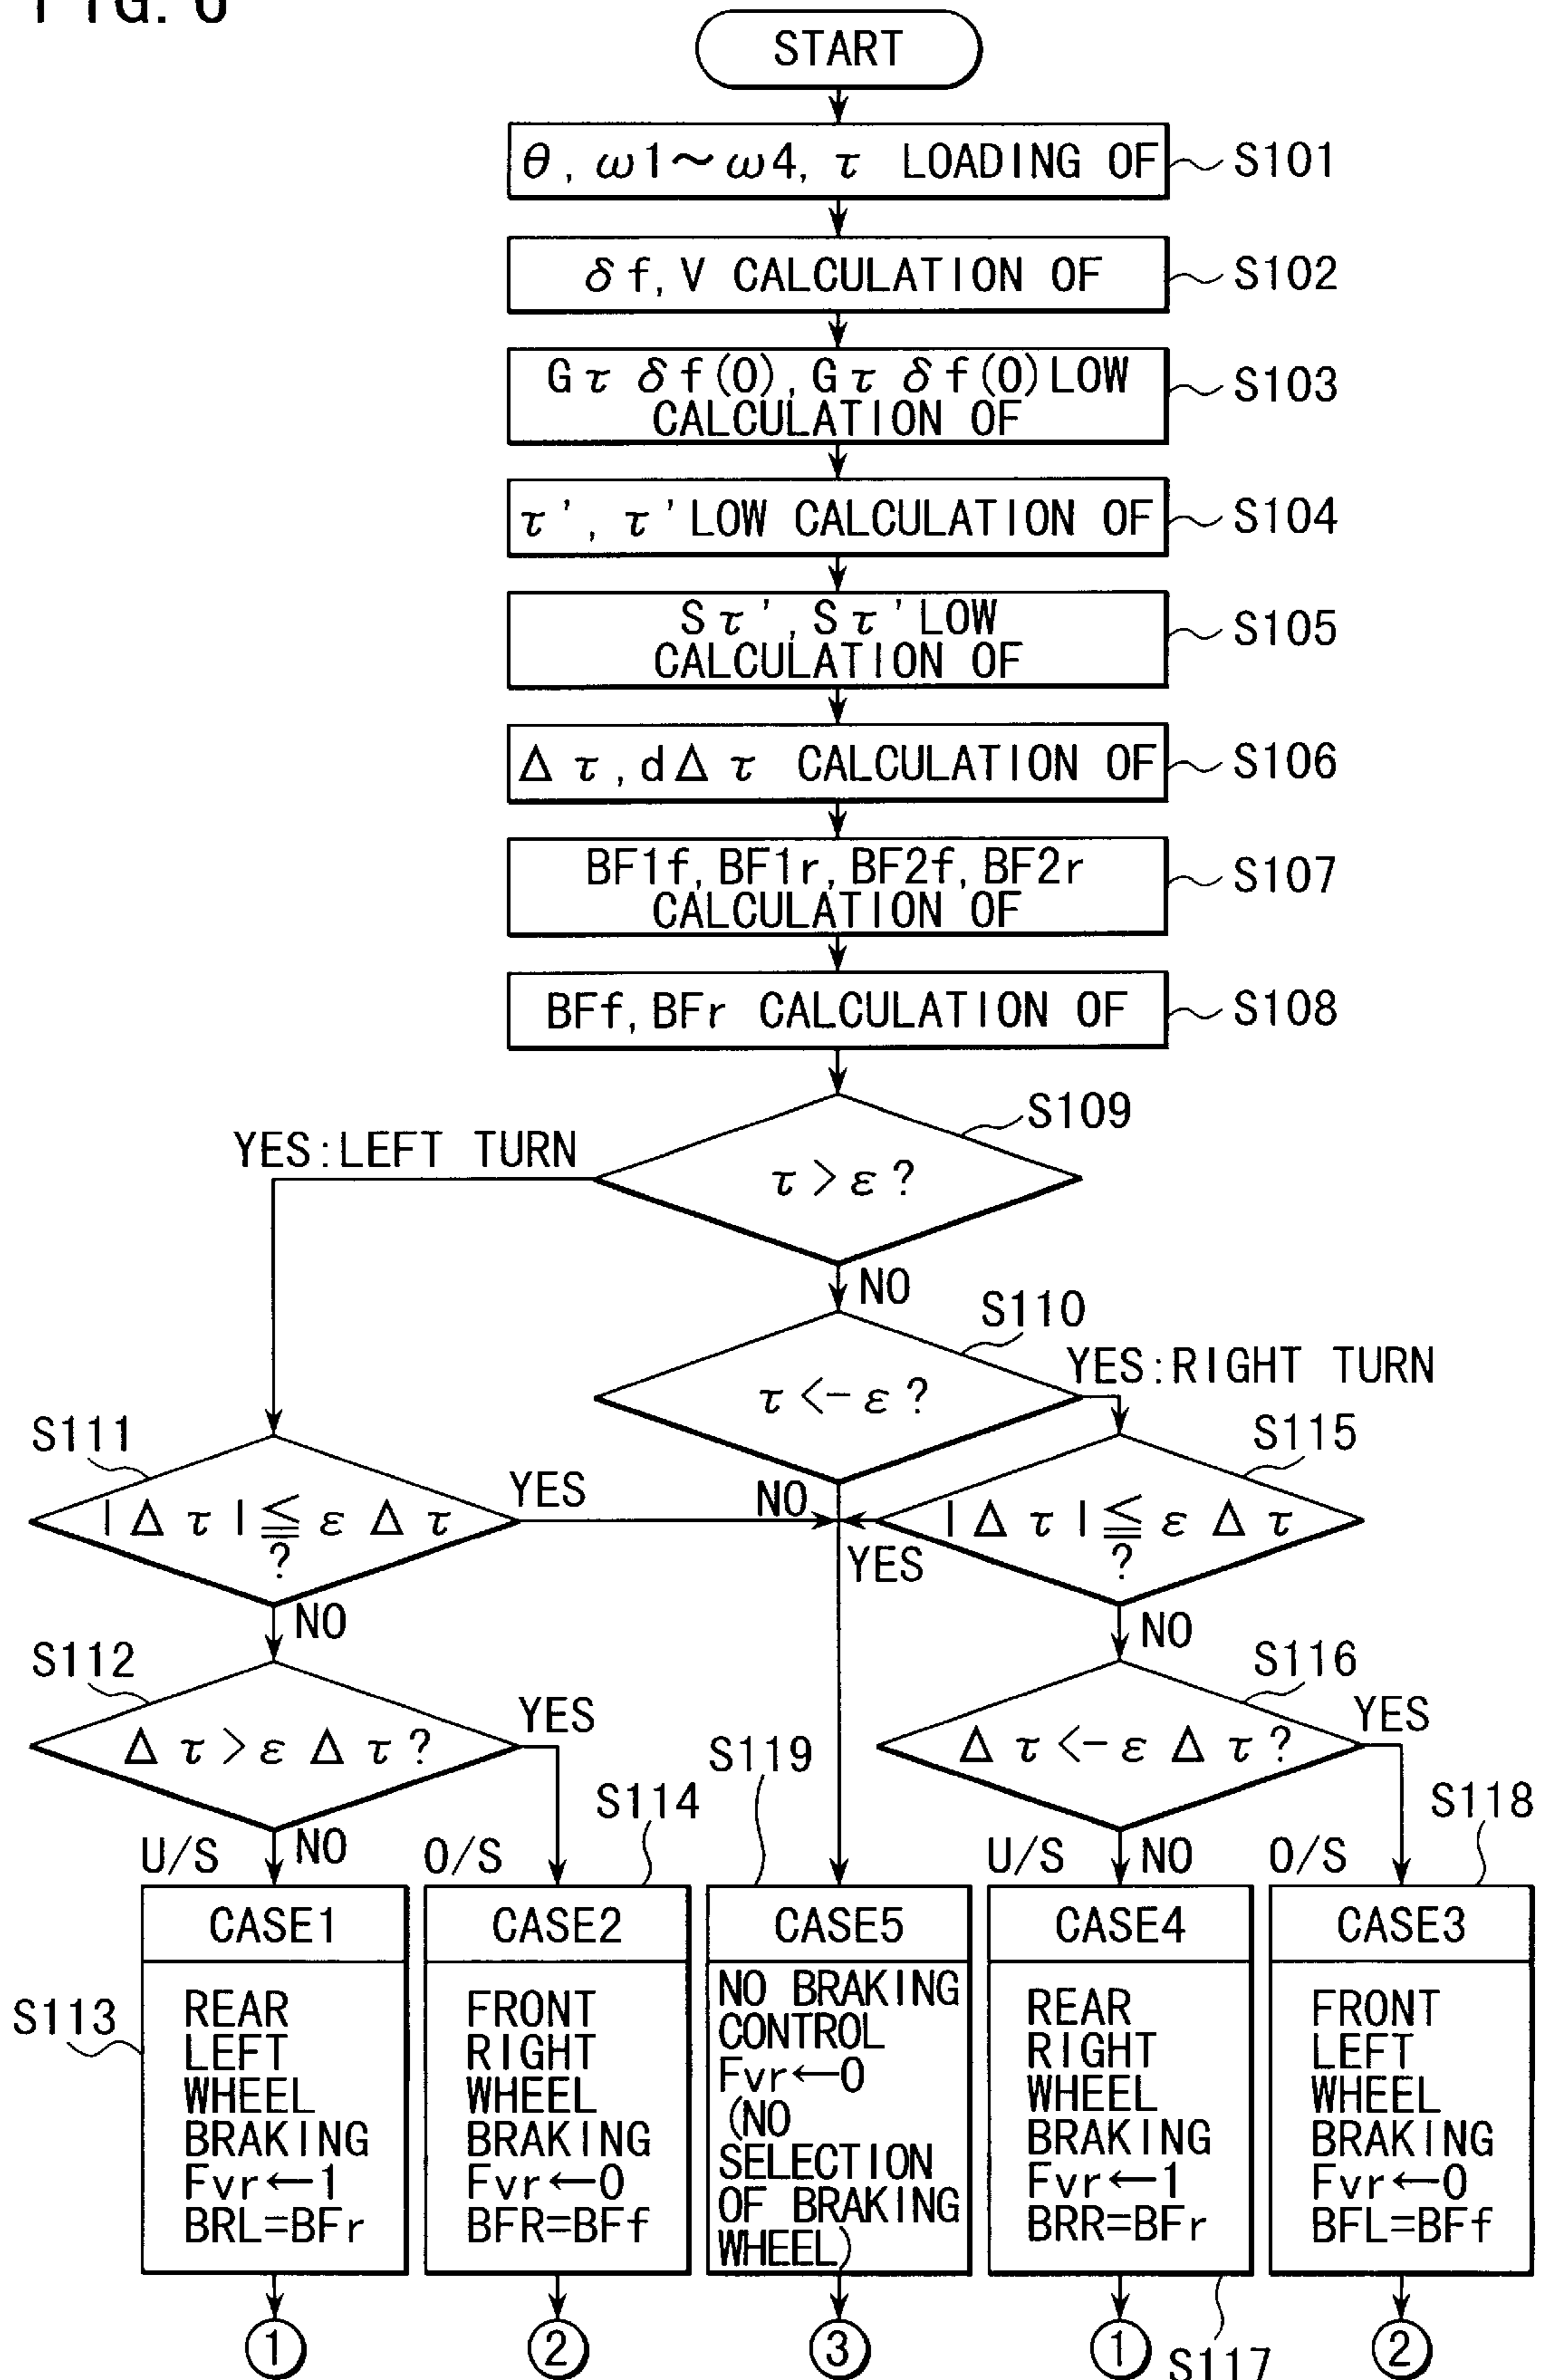 FIG. 6
START
θ, ω1～ω4, τ LOADING OF
S101
δf, V CALCULATION OF
S102
Gτ δf(0), Gτ δf(0)LOW
CALCULATION OF
S103
τ', τ'LOW CALCULATION OF
S104
Sτ', Sτ'LOW
CALCULATION OF
S105
Δτ, dΔτ CALCULATION OF
S106
BF1f, BF1r, BF2f, BF2r
CALCULATION OF
S107
BFf, BFr CALCULATION OF
S108
S109
YES:LEFT TURN
τ>ε?
NO
S110
YES:RIGHT TURN
τ<-ε?
S111
|Δτ|≦εΔτ
?
YES
NO
S115
|Δτ|≦εΔτ
?
YES
NO
NO
S112
Δτ>εΔτ?
YES
S116
Δτ<-εΔτ?
YES
S119
S114
S118
U/S
NO
O/S
U/S
NO
O/S
CASE1
REAR
LEFT
WHEEL
BRAKING
Fvr←1
BRL=BFr
S113
CASE2
FRONT
RIGHT
WHEEL
BRAKING
Fvr←0
BFR=BFf
CASE5
NO BRAKING
CONTROL
Fvr←0
(NO
SELECTION
OF BRAKING
WHEEL)
CASE4
REAR
RIGHT
WHEEL
BRAKING
Fvr←1
BRR=BFr
CASE3
FRONT
LEFT
WHEEL
BRAKING
Fvr←0
BFL=BFf
1
2
3
1
S117
2